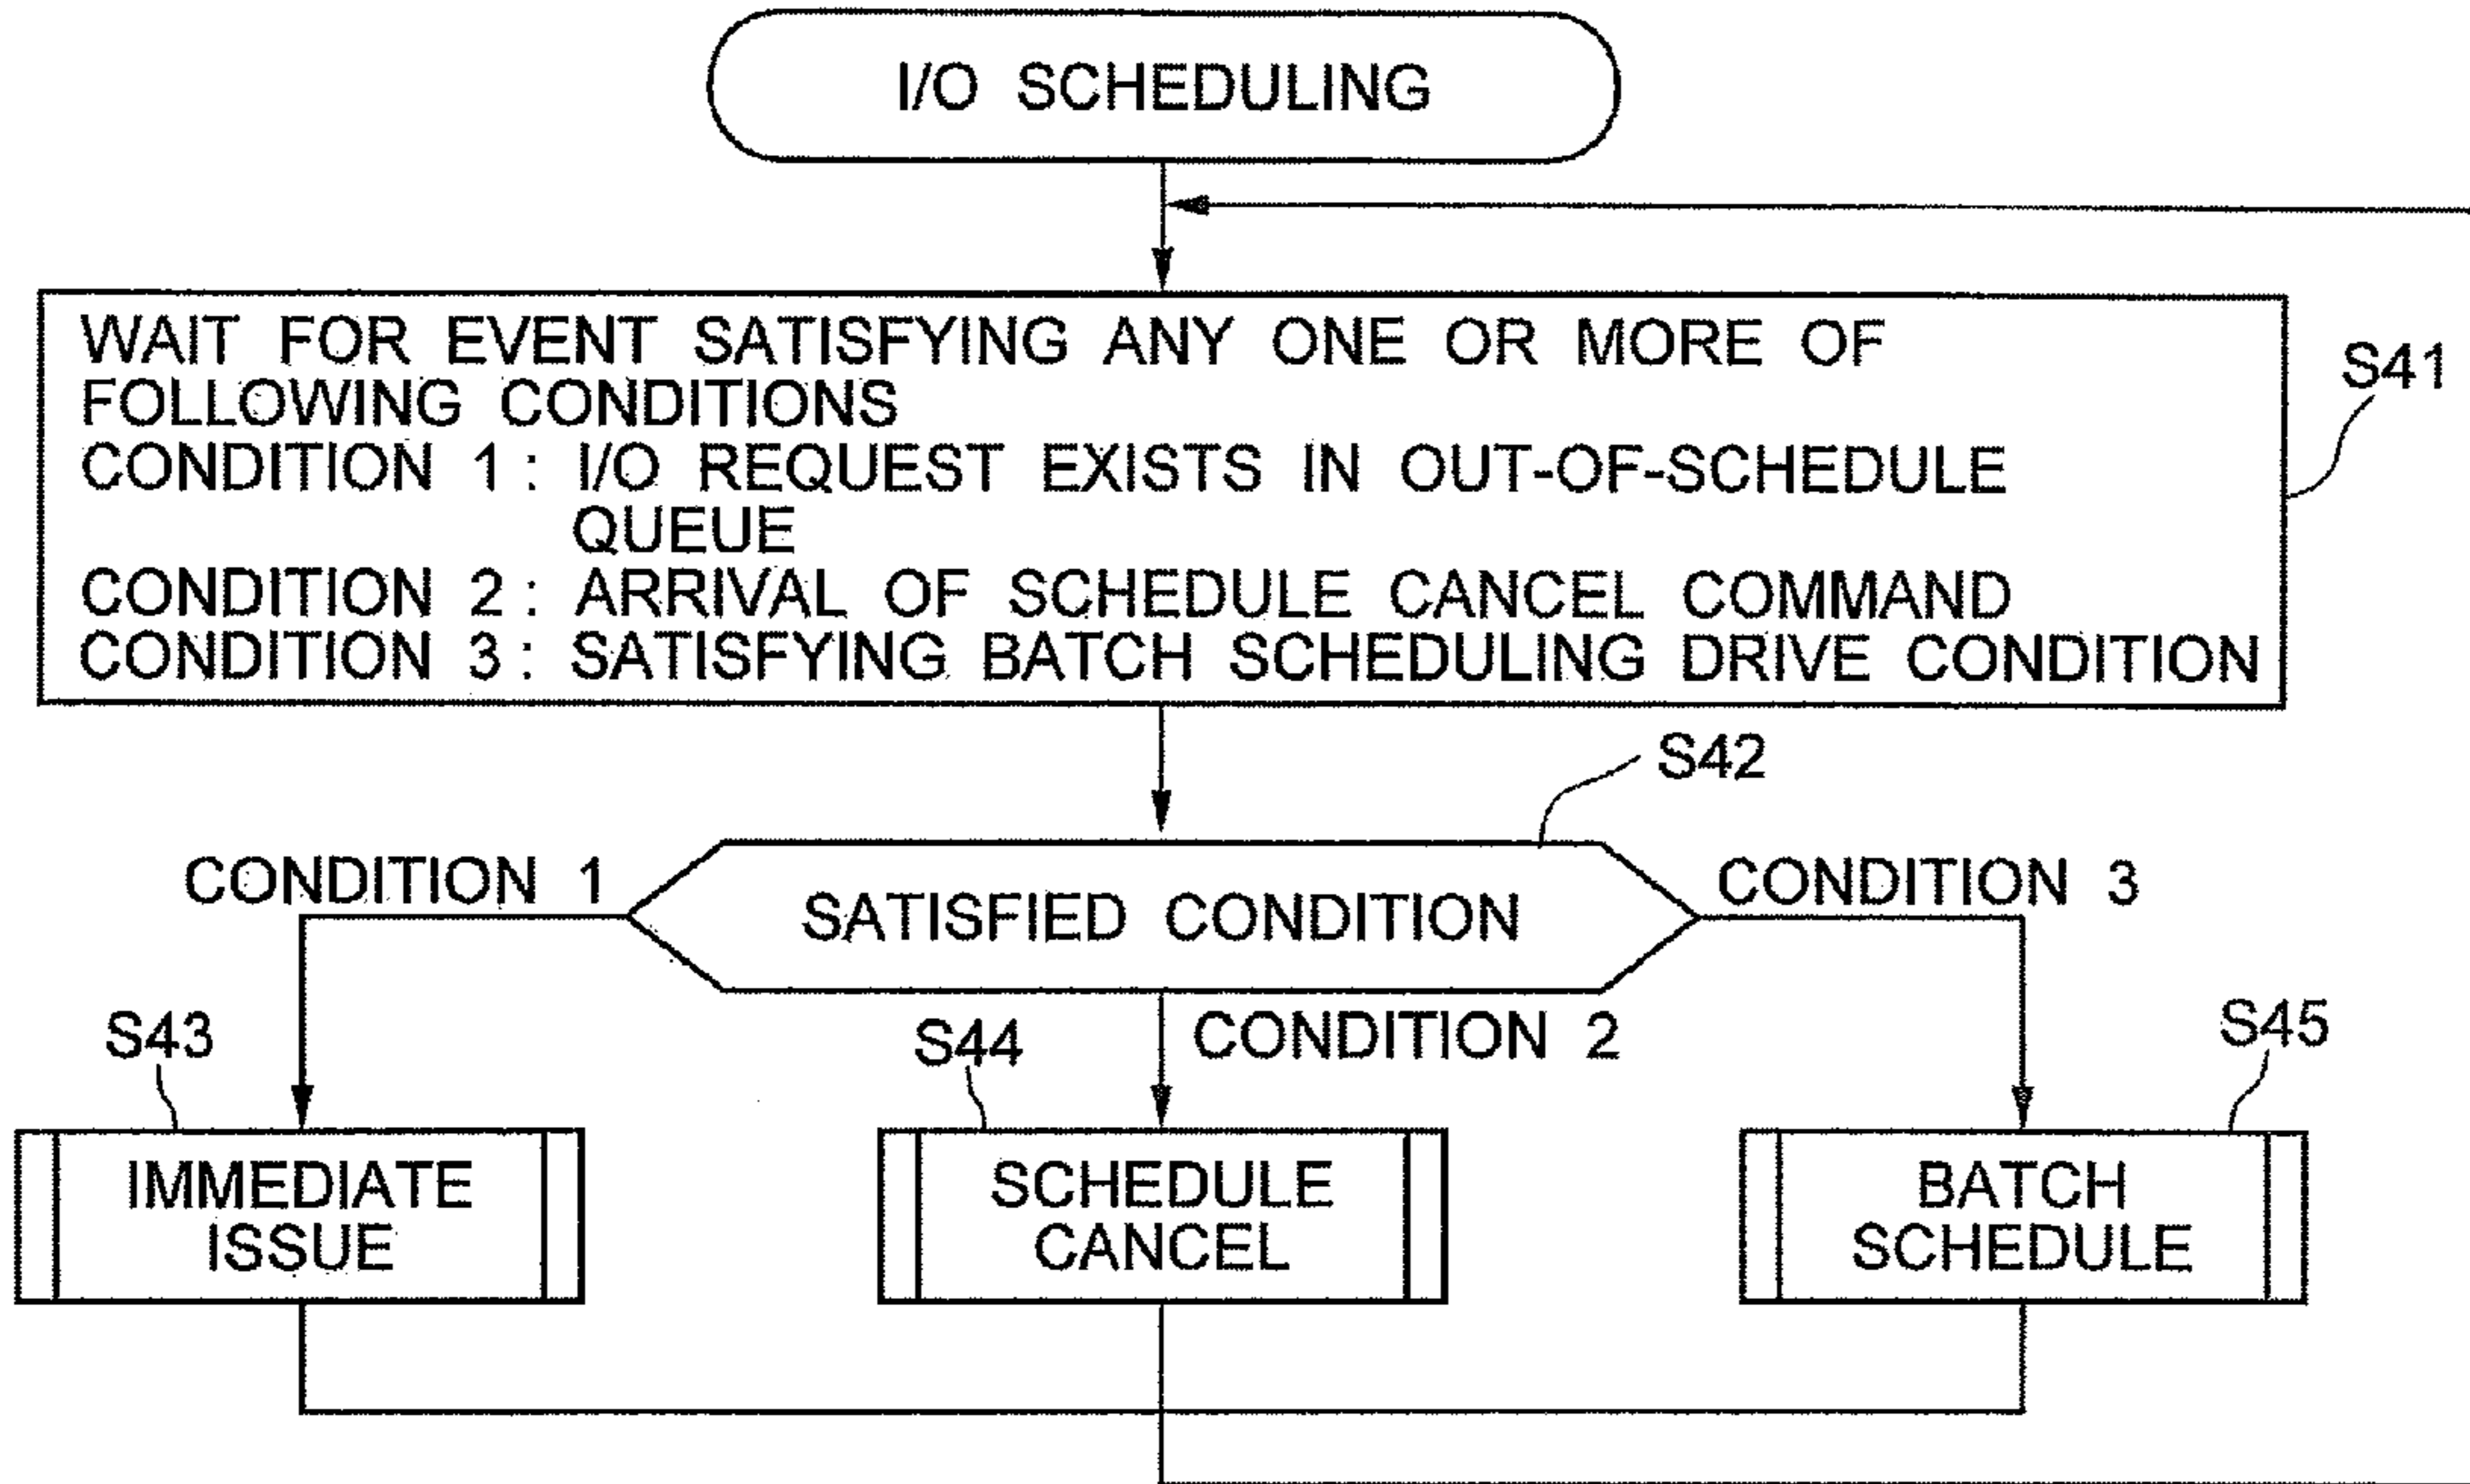 I/O SCHEDULING
WAIT FOR EVENT SATISFYING ANY ONE OR MORE OF
FOLLOWING CONDITIONS
CONDITION 1 : I/O REQUEST EXISTS IN OUT-OF-SCHEDULE
QUEUE
CONDITION 2 : ARRIVAL OF SCHEDULE CANCEL COMMAND
CONDITION 3 : SATISFYING BATCH SCHEDULING DRIVE CONDITION
S41
S42
CONDITION 1
SATISFIED CONDITION
CONDITION 3
S43
S44
CONDITION 2
S45
IMMEDIATE
ISSUE
SCHEDULE
CANCEL
BATCH
SCHEDULE